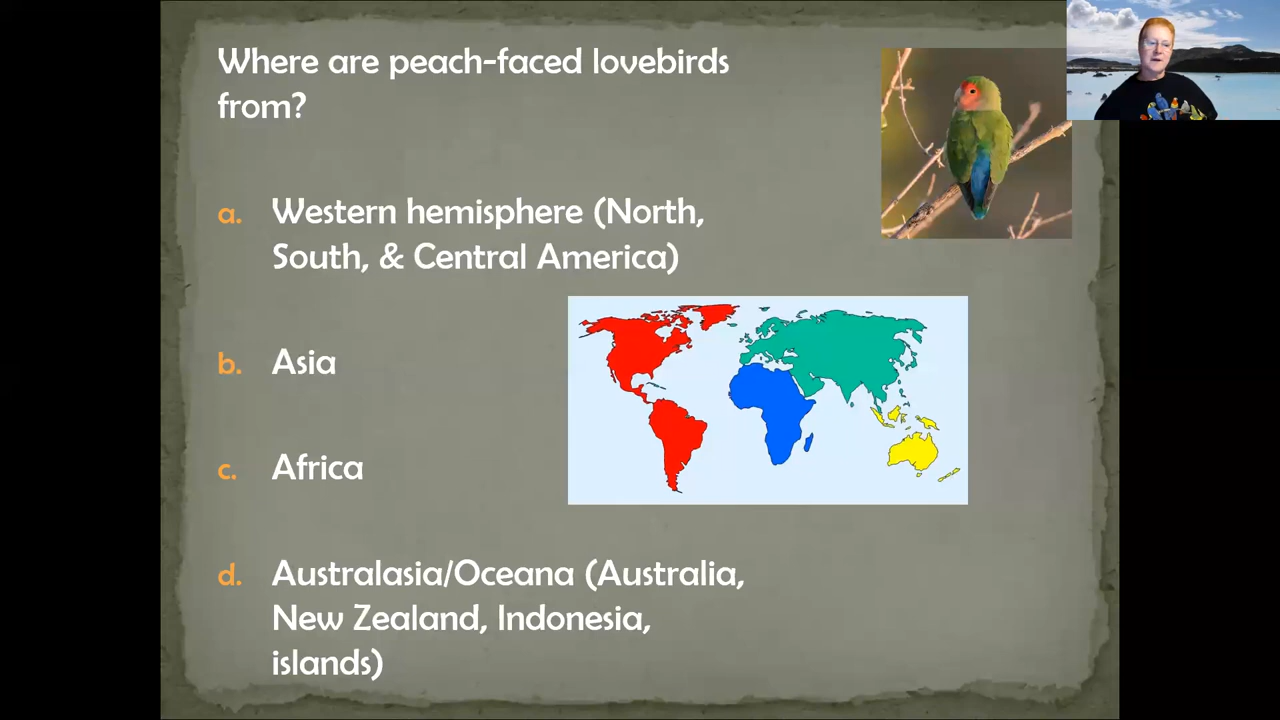 Where are peach-faced lovebirds
from?
a. Western hemisphere (North,
South, & Central America)
b. Asia
c. Africa
d. Australasia/Oceana (Australia,
New Zealand, Indonesia,
islands)